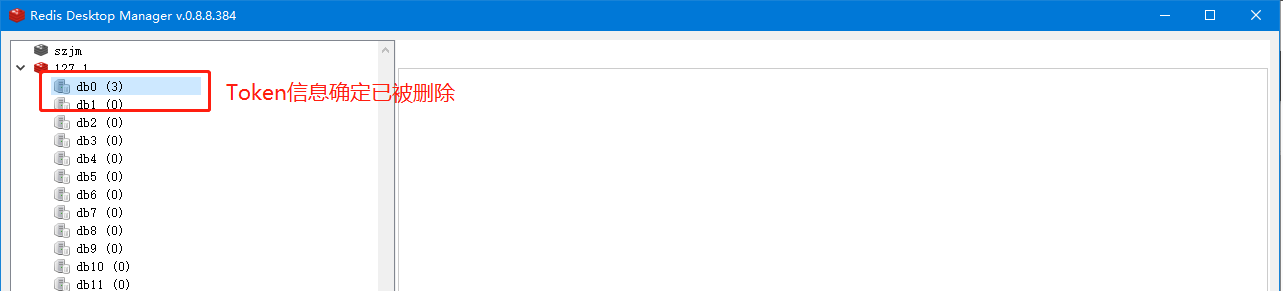 Redis Desktop Manager v.0.8.8.384
szjm
127.1
db0 (3)
Token信息确定已被删除
db1 (0)
db2 (0)
db3 (0)
db4 (0)
db5 (0)
db6 (0)
db7 (0)
db8 (0)
db9 (0)
db10 (0)
db11 (0)